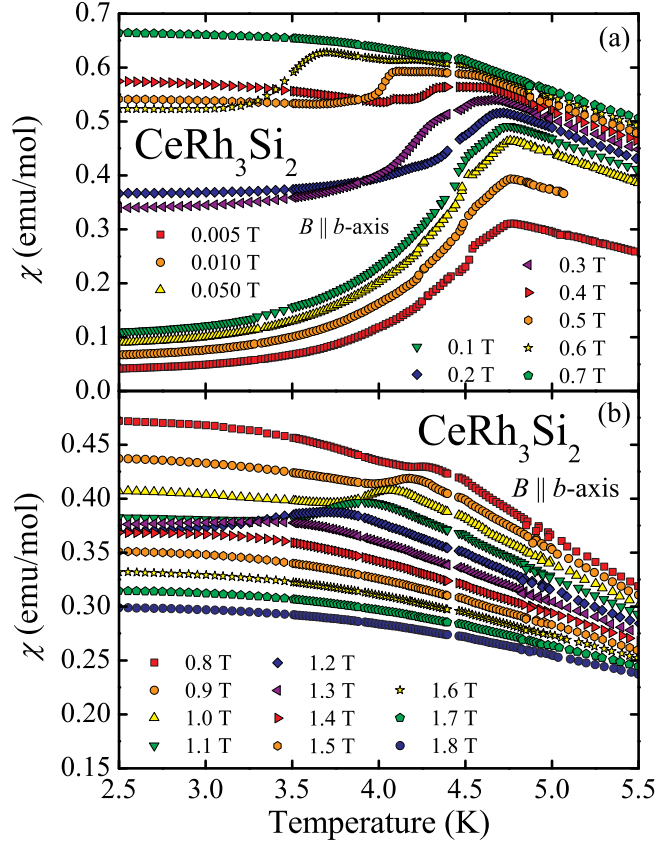 0.7
(a)
0.6
0.5
CeRh3Si2
0.4
0.3
B || b-axis
0.005 T
0.010 T
0.050 T
0.3 T
0.4 T
0.2
0.5 T
0.1 T
0.6 T
0.1
0.2 T
0.7 T
0.0
χ (emu/mol)
(b)
CeRh3Si2
0.45
B || b-axis
0.40
0.35
0.30
0.25
0.8 T
1.2 T
0.9 T
1.3 T
1.6 T
0.20
1.0 T
1.4 T
1.7 T
1.1 T
1.5 T
1.8 T
0.15
χ (emu/mol)
2.5 3.0 3.5 4.0 4.5 5.0 5.5
Temperature (K)